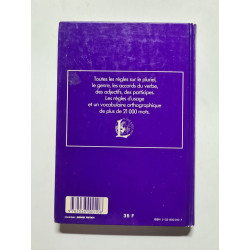 Toutes les règles sur le pluriel,
le genre, les accords du verbe,
des adjectifs, des participes.
Les règles d'usage
et un vocabulaire orthographique
de plus de 21 000 mots.
35 F